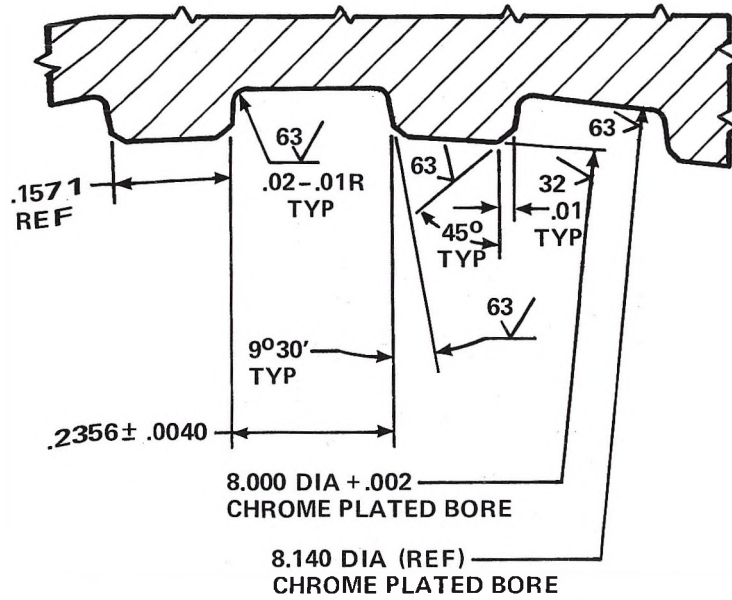 63
.02-.01R
TYP
.1571
REF
63
63
32
.01
TYP
45°
TYP
63
9°30'
TYP
.2356± .0040
8.000 DIA +.002
CHROME PLATED BORE
8.140 DIA (REF)
CHROME PLATED BORE